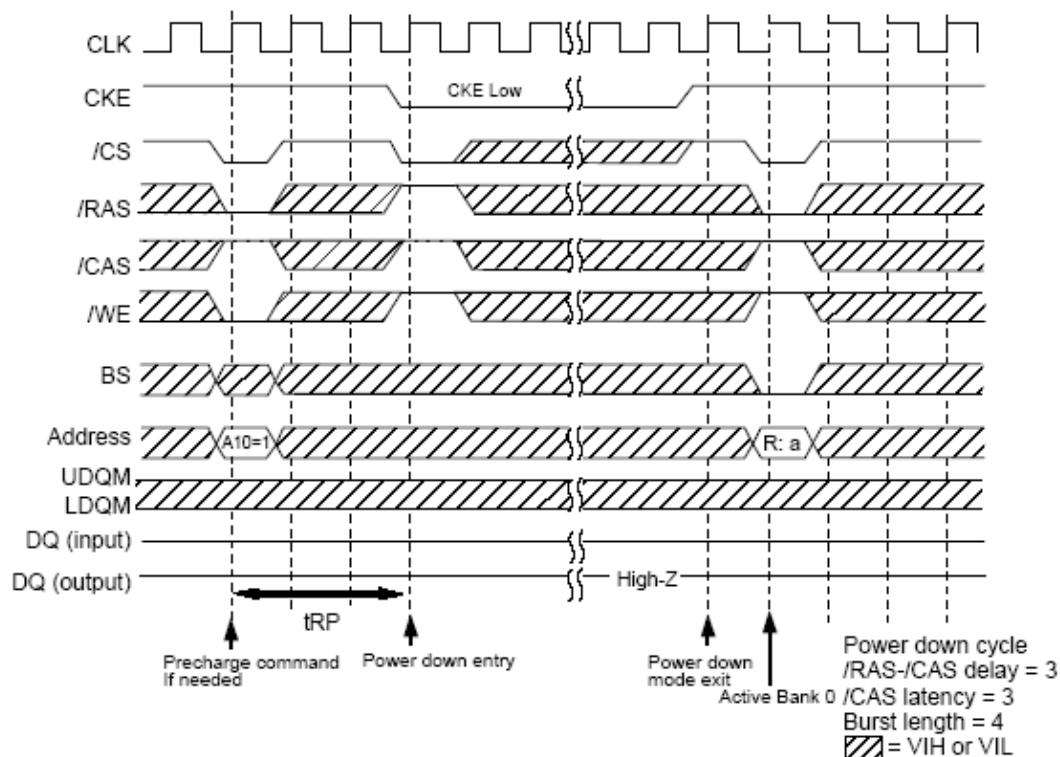 CLK
CKE
CKE Low
/CS
/RAS
/CAS
/WE
BS
Address
A10=1
R: a
UDQM
LDQM
DQ (input)
DQ (output)
High-Z
tRP
Precharge command
If needed
Power down entry
Power down
mode exit
Active Bank 0
Power down cycle
/RAS-/CAS delay = 3
/CAS latency = 3
Burst length = 4
= VIH or VIL